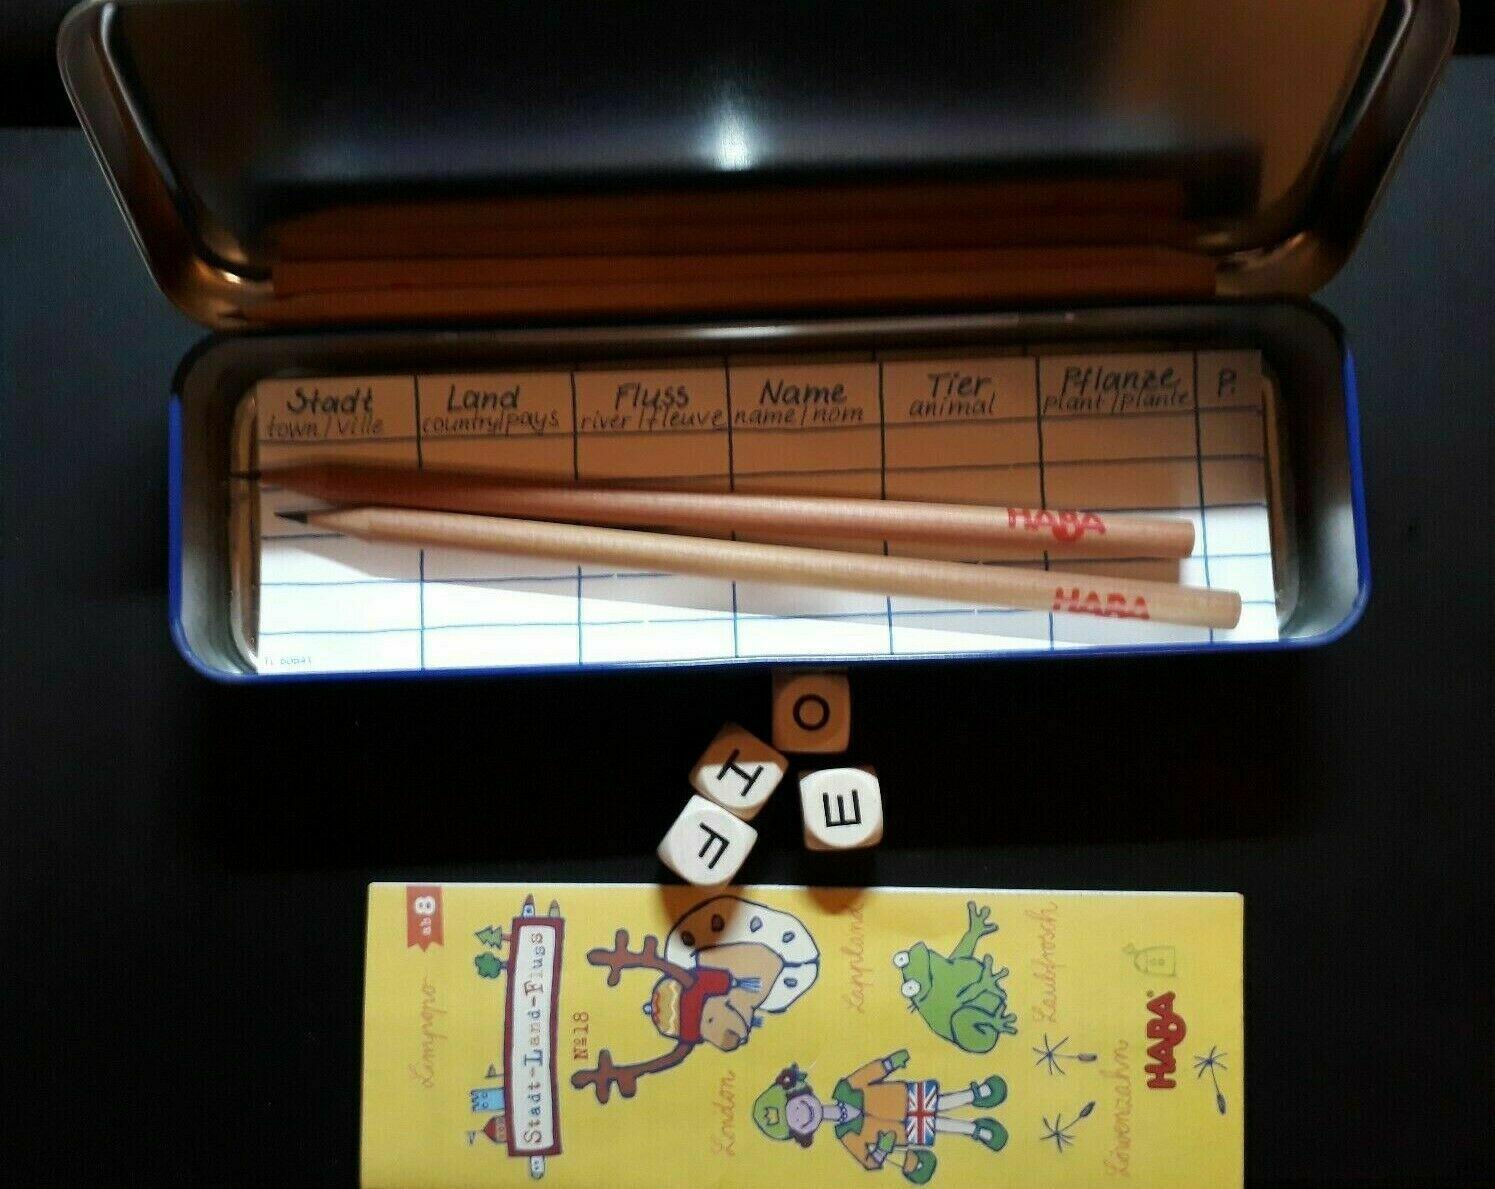 Stadt
town/ville
Land
country/pays
Fluss
river/fleuve
Name
name/nom
Tier
animal
Pflanze
plant/plante
P.
HABA
HABA
O
I
F
E
ab 8
Limpopo
Stadt-Land-Fluss
Nº18
London
Lappland
Laubfrosch
Löwenzahn
HABA®